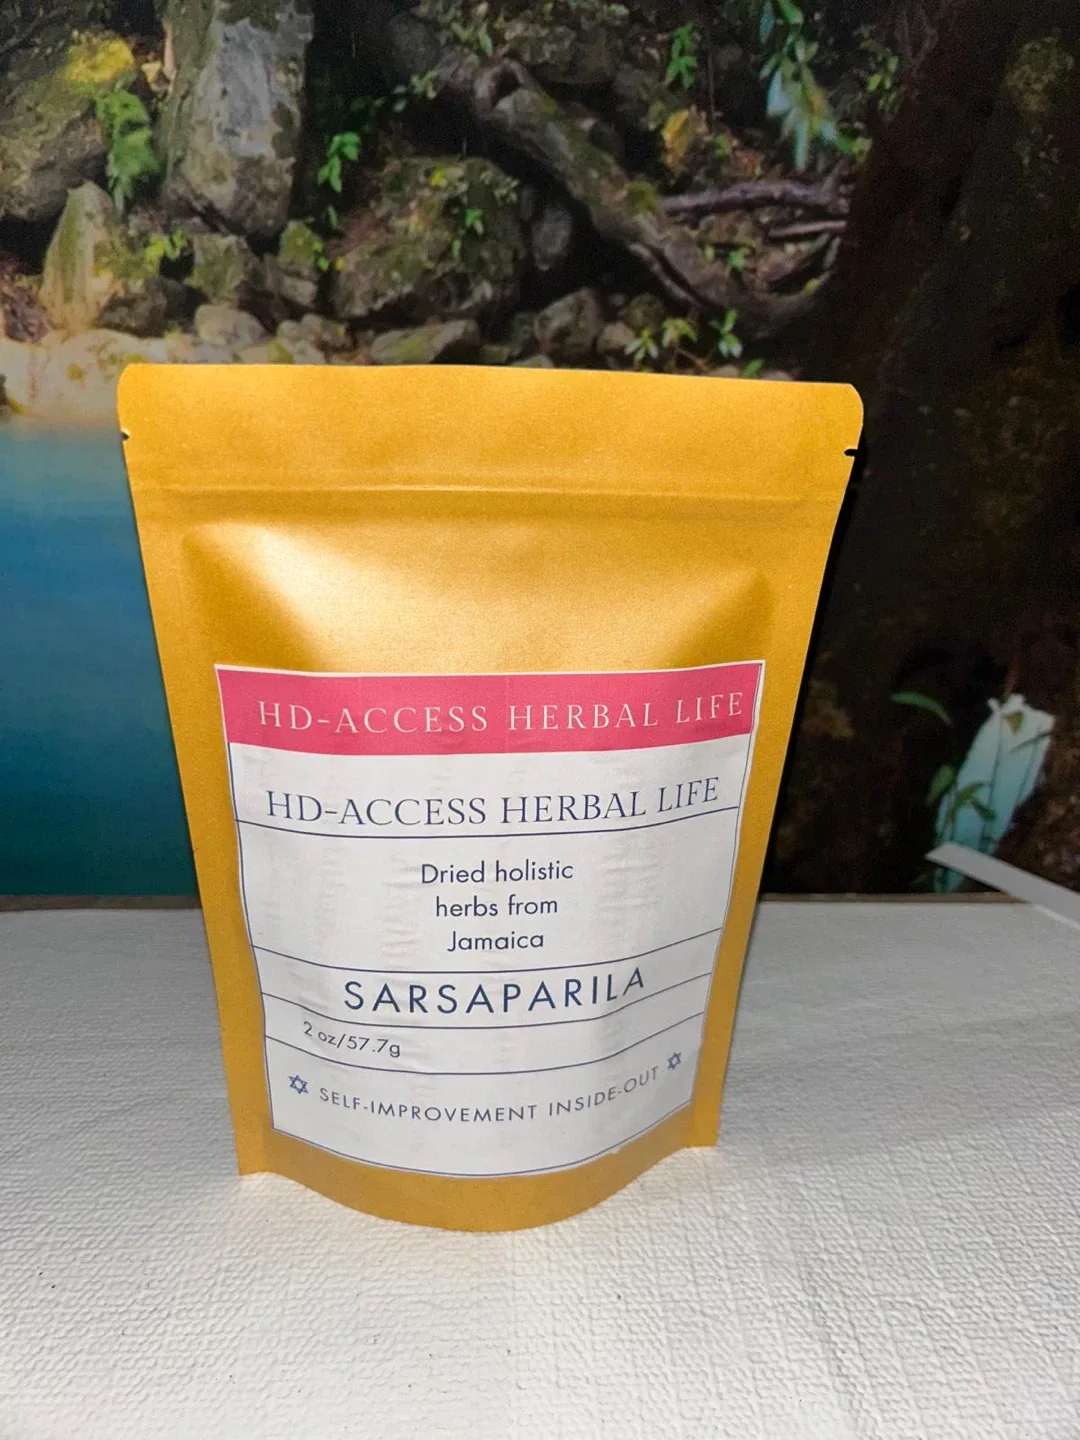 HD-ACCESS HERBAL LIFE
HD-ACCESS HERBAL LIFE
Dried holistic
herbs from
Jamaica
SARSAPARILA
2 oz/57.7g
✡ SELF-IMPROVEMENT INSIDE-OUT ✡